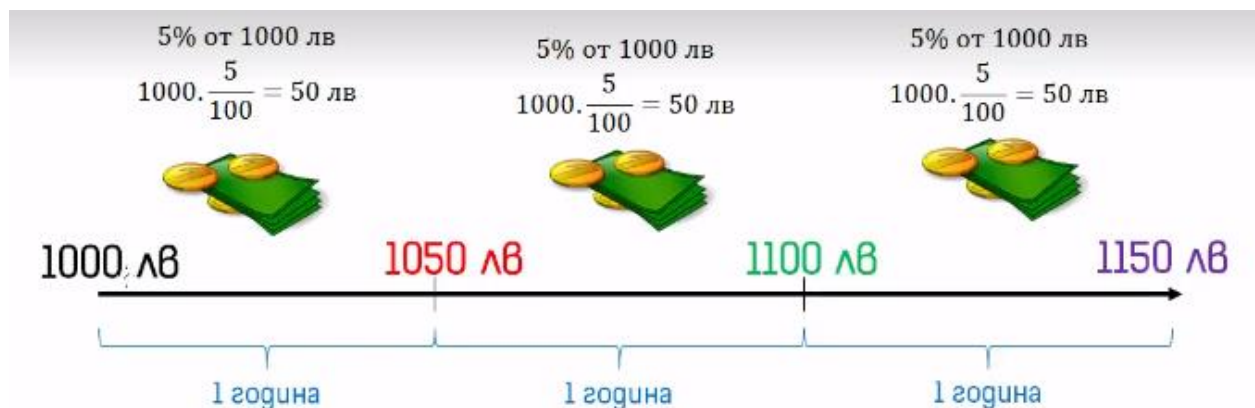 5% от 1000 лв
1000. 5/100 = 50 лв
5% от 1000 лв
1000. 5/100 = 50 лв
5% от 1000 лв
1000. 5/100 = 50 лв
1000 лв
1050 лв
1100 лв
1150 лв
1 година
1 година
1 година